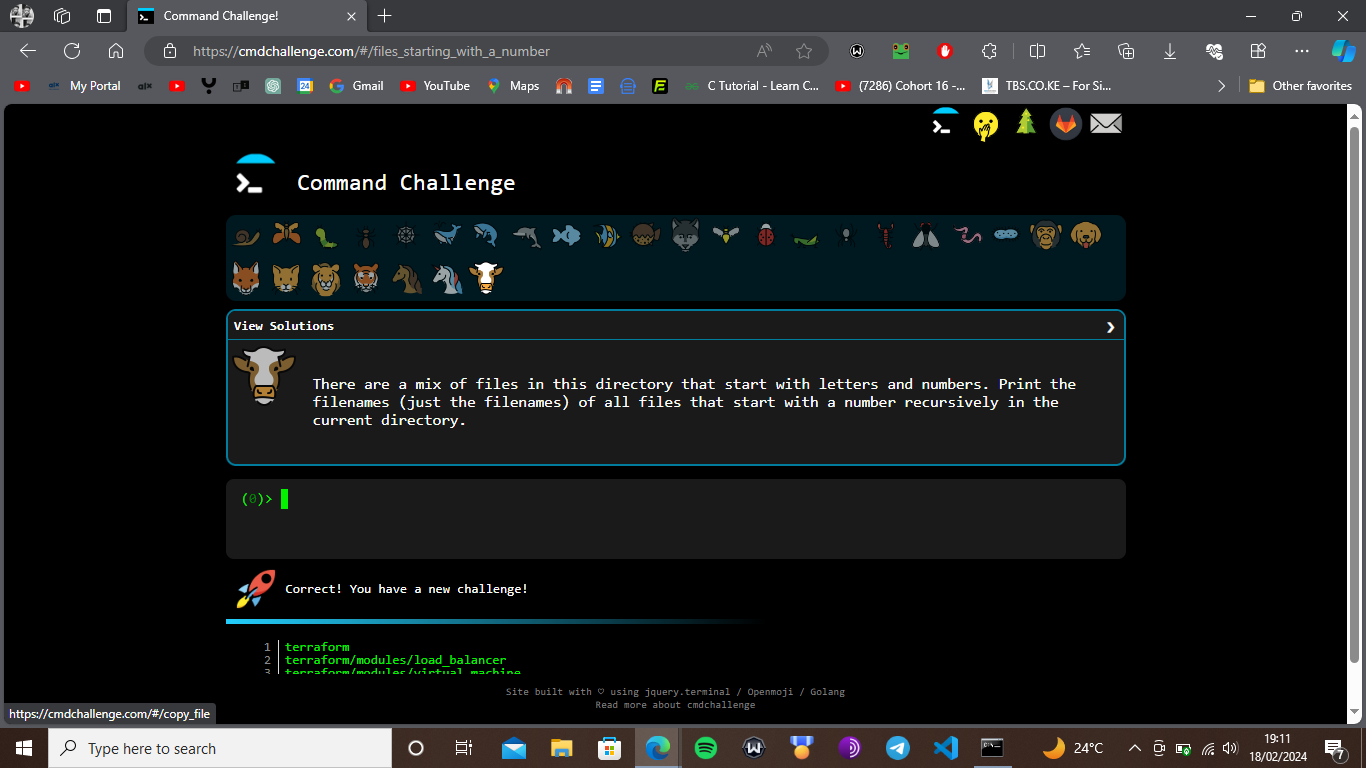 Command Challenge!
https://cmdchallenge.com/#/files_starting_with_a_number
My Portal
Gmail
YouTube
Maps
C Tutorial - Learn C...
(7286) Cohort 16 -...
TBS.CO.KE – For Si...
Other favorites
Command Challenge
View Solutions
There are a mix of files in this directory that start with letters and numbers. Print the
filenames (just the filenames) of all files that start with a number recursively in the
current directory.
(0)>
Correct! You have a new challenge!
1 terraform
2 terraform/modules/load_balancer
3 terraform/modules/virtual_machine
Site built with ♡ using jquery.terminal / Openmoji / Golang
Read more about cmdchallenge
https://cmdchallenge.com/#/copy_file
Type here to search
24°C
19:11
18/02/2024
7